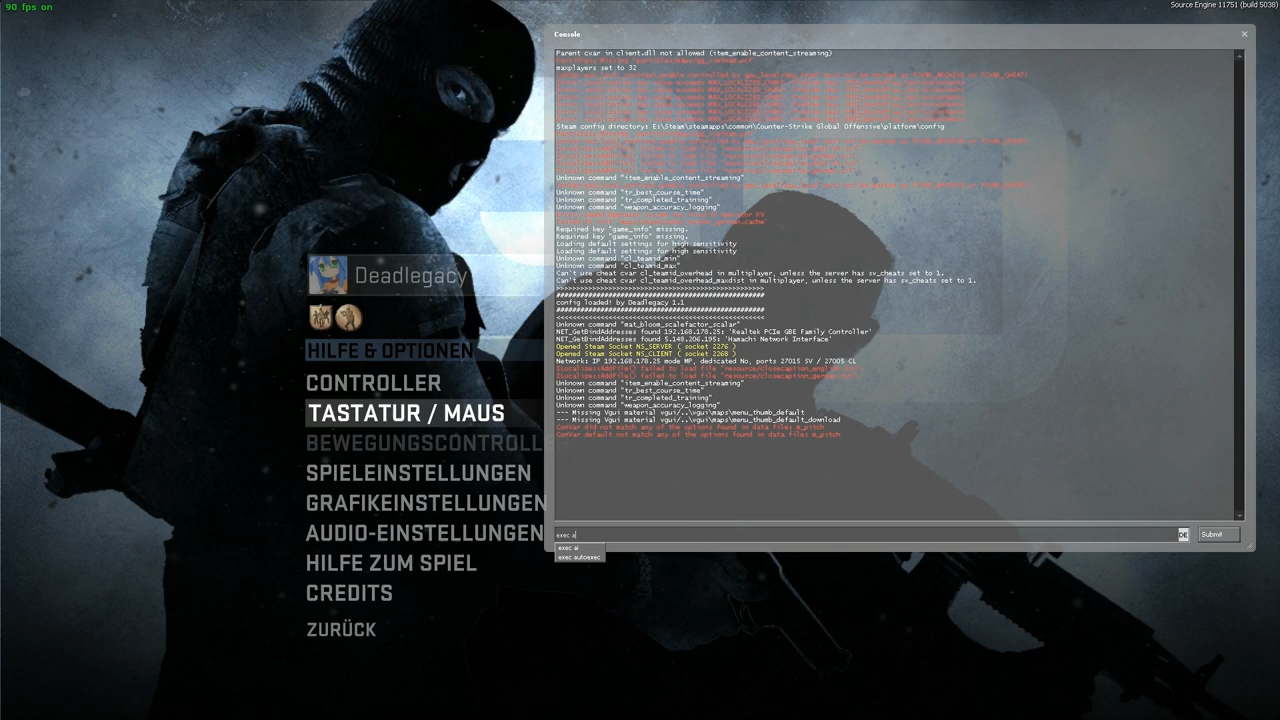 90 fps on
Source Engine 11751 (build 5038)
Console
Parent cvar in client.dll not allowed (item_enable_content_streaming)
maxplayers set to 32
Steam config directory: E:\Steam\steamapps\common\Counter-Strike Global Offensive\platform\config
Unknown command "item_enable_content_streaming"
Unknown command "tr_best_course_time"
Unknown command "tr_completed_training"
Unknown command "weapon_accuracy_logging"
Required key "game_info" missing.
Required key "game_info" missing.
Loading default settings for high sensitivity
Loading default settings for high sensitivity
Unknown command "cl_teamid_min"
Unknown command "cl_teamid_max"
Can't use cheat cvar cl_teamid_overhead in multiplayer, unless the server has sv_cheats set to 1.
Can't use cheat cvar cl_teamid_overhead_maxdist in multiplayer, unless the server has sv_cheats set to 1.
config loaded! by Deadlegacy 1.1
Unknown command "mat_bloom_scalefactor_scalar"
NET_GetBindAddresses found 192.168.178.25: 'Realtek PCIe GBE Family Controller'
NET_GetBindAddresses found 5.148.206.195: 'Hamachi Network Interface'
Opened Steam Socket NS_SERVER ( socket 2276 )
Opened Steam Socket NS_CLIENT ( socket 2268 )
Network: IP 192.168.178.25 mode MP, dedicated No, ports 27015 SV / 27005 CL
Unknown command "item_enable_content_streaming"
Unknown command "tr_best_course_time"
Unknown command "tr_completed_training"
Unknown command "weapon_accuracy_logging"
--- Missing Vgui material vgui/..\vgui\maps\menu_thumb_default
--- Missing Vgui material vgui/..\vgui\maps\menu_thumb_default_download
ConVar did not match any of the options found in data files m_pitch
ConVar default not match any of the options found in data files m_pitch
exec a
DE
Submit
exec ai
exec autoexec
Deadlegacy
HILFE & OPTIONEN
CONTROLLER
TASTATUR / MAUS
BEWEGUNGSCONTROLLE
SPIELEINSTELLUNGEN
GRAFIKEINSTELLUNGEN
AUDIO-EINSTELLUNGEN
HILFE ZUM SPIEL
CREDITS
ZURÜCK